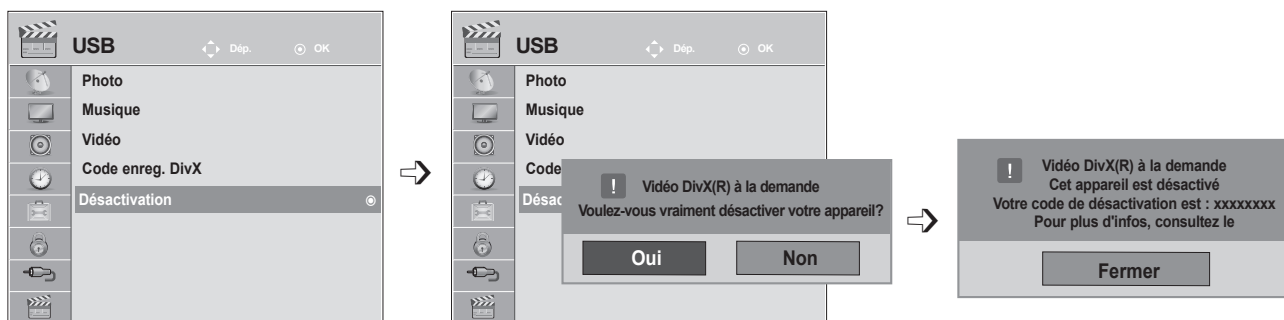 USB Dép. OK
Photo
Musique
Vidéo
Code enreg. DivX
Désactivation
USB Dép. OK
Photo
Musique
Vidéo
Code
Désac
! Vidéo DivX(R) à la demande
Voulez-vous vraiment désactiver votre appareil?
Oui Non
! Vidéo DivX(R) à la demande
Cet appareil est désactivé
Votre code de désactivation est : xxxxxxxx
Pour plus d'infos, consultez le
Fermer